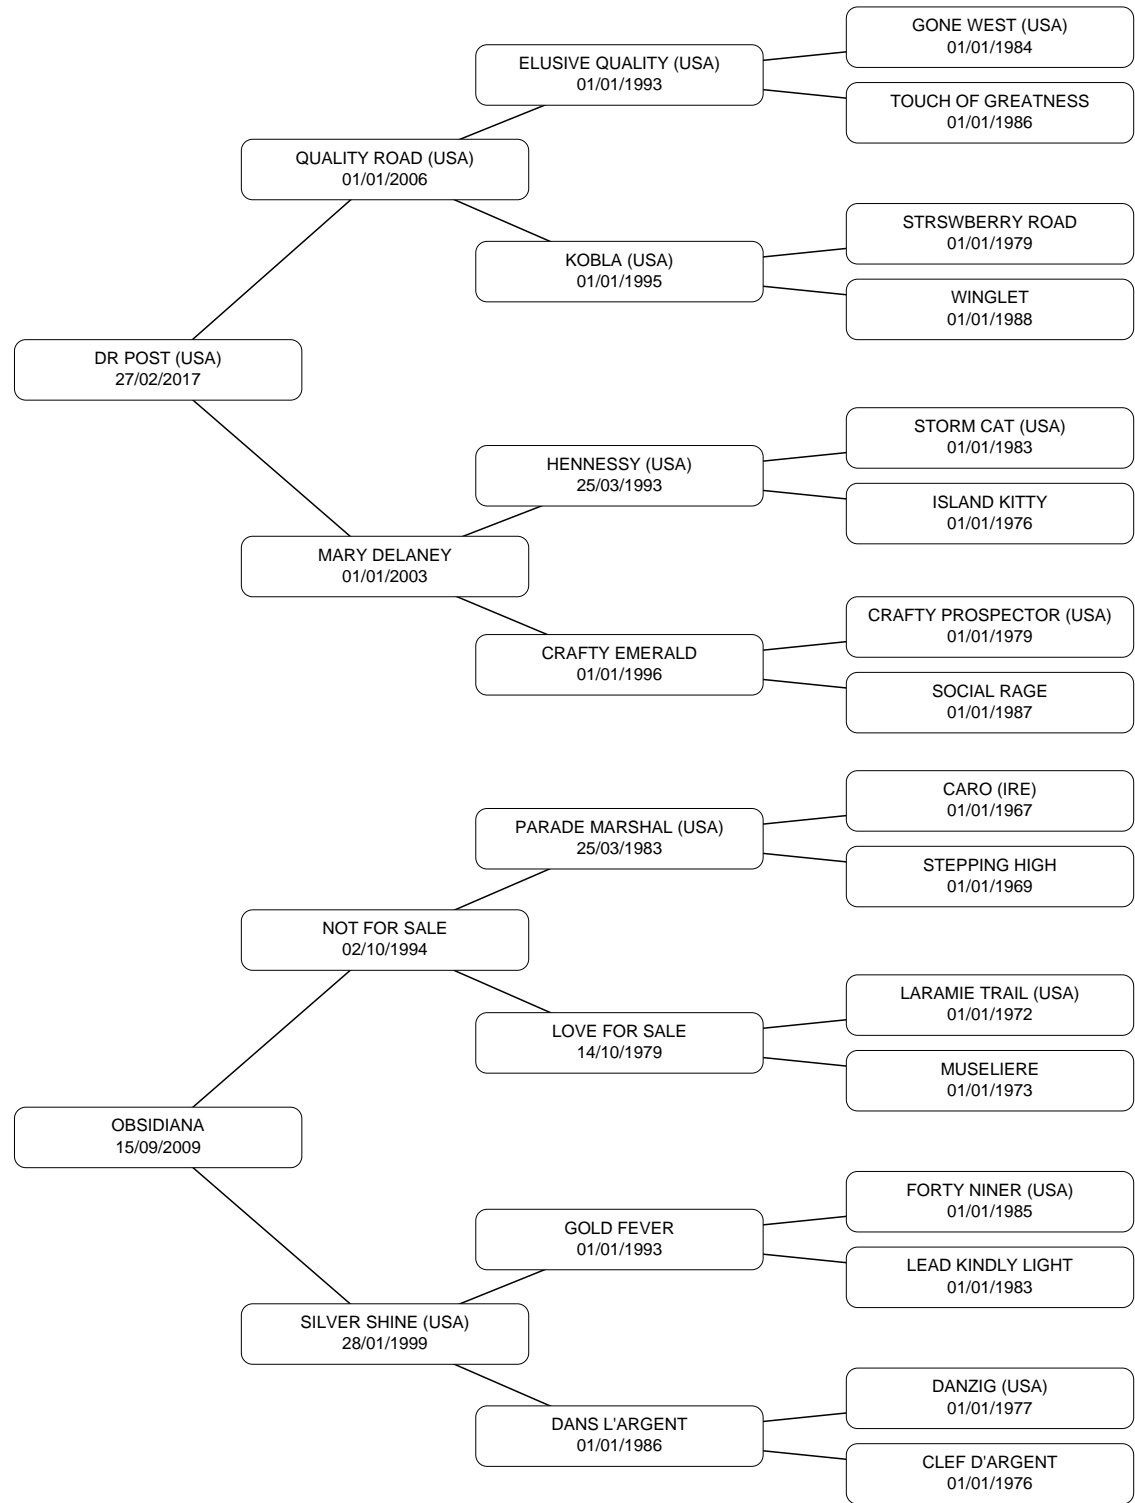 GONE WEST (USA)
01/01/1984
ELUSIVE QUALITY (USA)
01/01/1993
TOUCH OF GREATNESS
01/01/1986
QUALITY ROAD (USA)
01/01/2006
STRSWBERRY ROAD
01/01/1979
KOBLA (USA)
01/01/1995
WINGLET
01/01/1988
DR POST (USA)
27/02/2017
STORM CAT (USA)
01/01/1983
HENNESSY (USA)
25/03/1993
ISLAND KITTY
01/01/1976
MARY DELANEY
01/01/2003
CRAFTY PROSPECTOR (USA)
01/01/1979
CRAFTY EMERALD
01/01/1996
SOCIAL RAGE
01/01/1987
CARO (IRE)
01/01/1967
PARADE MARSHAL (USA)
25/03/1983
STEPPING HIGH
01/01/1969
NOT FOR SALE
02/10/1994
LARAMIE TRAIL (USA)
01/01/1972
LOVE FOR SALE
14/10/1979
MUSELIERE
01/01/1973
OBSIDIANA
15/09/2009
FORTY NINER (USA)
01/01/1985
GOLD FEVER
01/01/1993
LEAD KINDLY LIGHT
01/01/1983
SILVER SHINE (USA)
28/01/1999
DANZIG (USA)
01/01/1977
DANS L'ARGENT
01/01/1986
CLEF D'ARGENT
01/01/1976